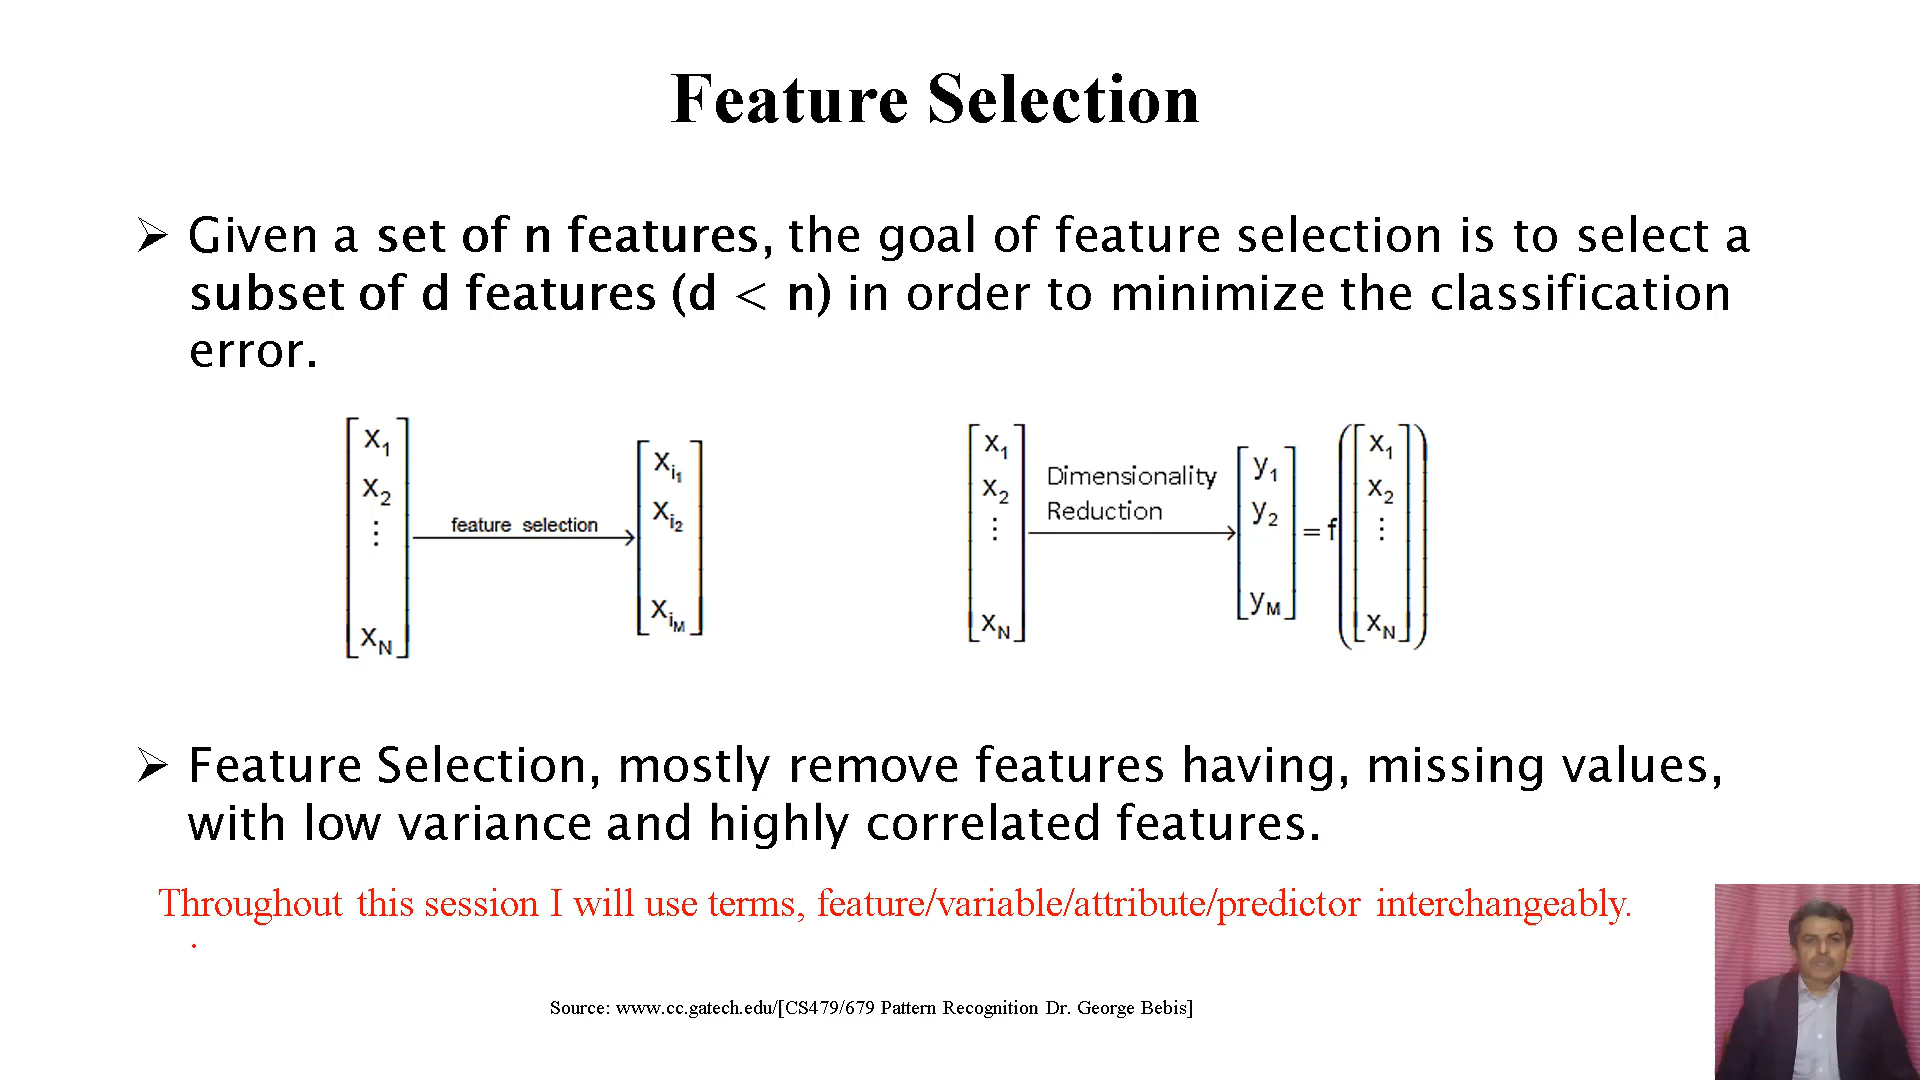 Feature Selection
➢ Given a set of n features, the goal of feature selection is to select a
subset of d features (d < n) in order to minimize the classification
error.
x1
x2
⋮
xN
feature selection
xi1
xi2
xiM
x1
x2
⋮
xN
Dimensionality
Reduction
y1
y2
yM
= f
x1
x2
⋮
xN
➢ Feature Selection, mostly remove features having, missing values,
with low variance and highly correlated features.
Throughout this session I will use terms, feature/variable/attribute/predictor interchangeably.
.
Source: www.cc.gatech.edu/[CS479/679 Pattern Recognition Dr. George Bebis]